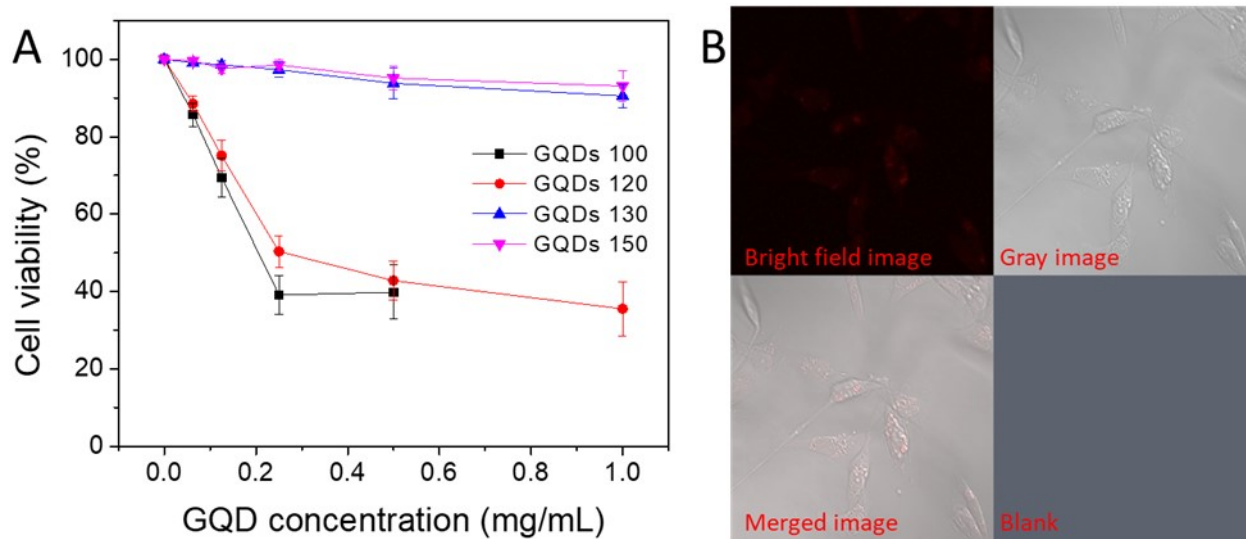 A
Cell viability (%)
100
80
60
40
20
0
GQDs 100
GQDs 120
GQDs 130
GQDs 150
0.0 0.2 0.4 0.6 0.8 1.0
GQD concentration (mg/mL)
B
Bright field image
Gray image
Merged image
Blank